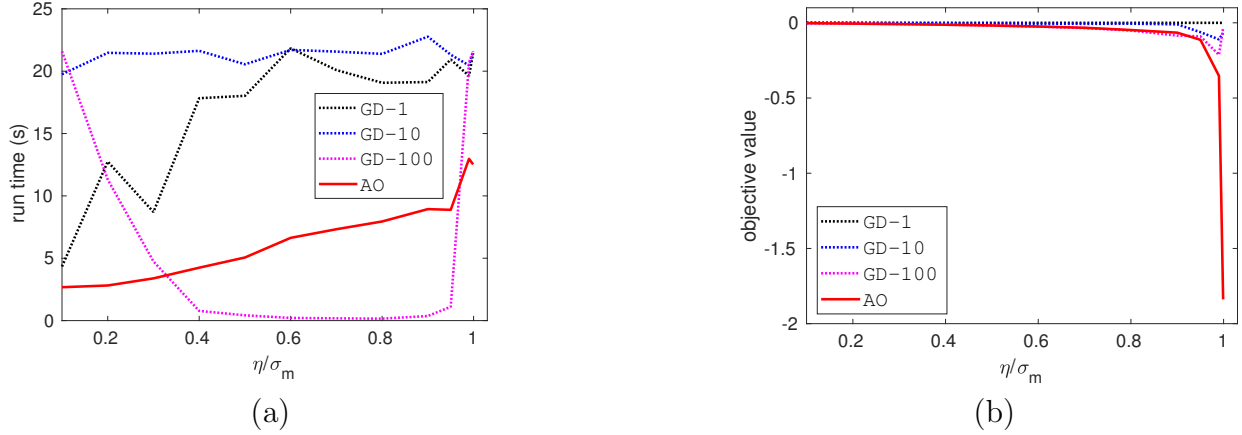 25
20
15
10
5
0
run time (s)
0.2
0.4
0.6
0.8
1
η/σm
GD-1
GD-10
GD-100
AO
(a)
0
-0.5
-1
-1.5
-2
objective value
0.2
0.4
0.6
0.8
1
η/σm
GD-1
GD-10
GD-100
AO
(b)